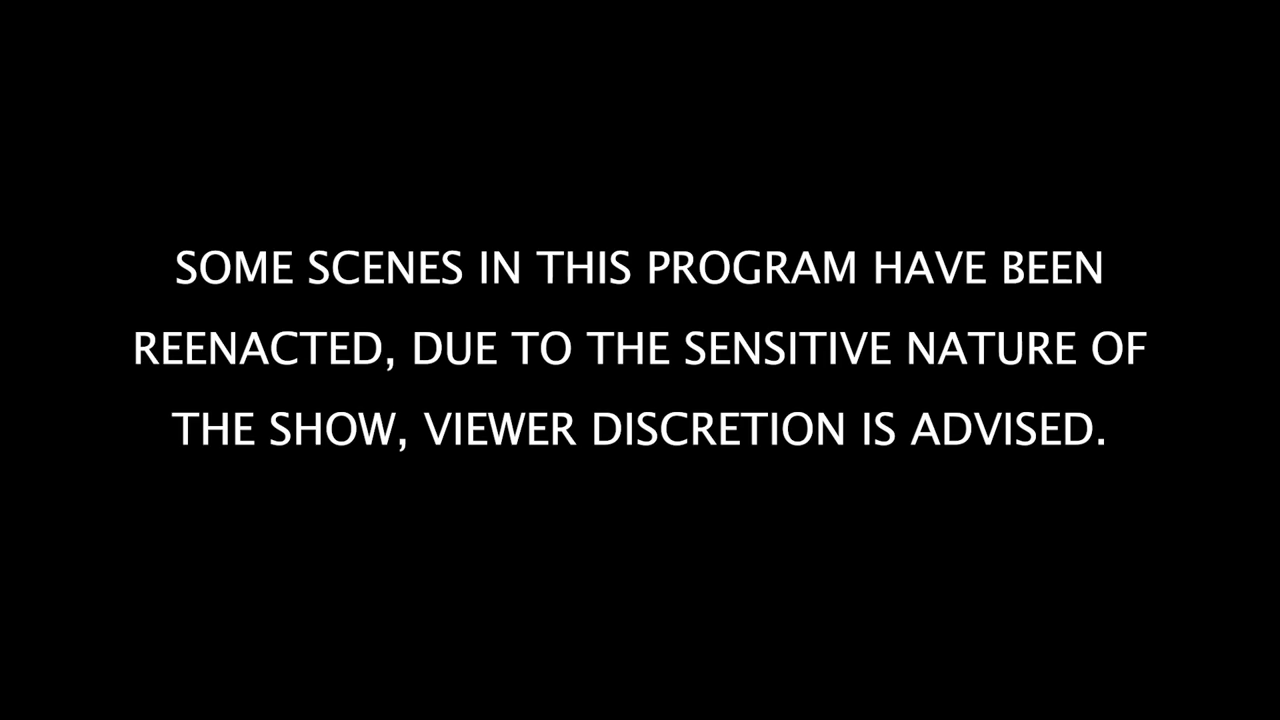 SOME SCENES IN THIS PROGRAM HAVE BEEN
REENACTED, DUE TO THE SENSITIVE NATURE OF
THE SHOW, VIEWER DISCRETION IS ADVISED.